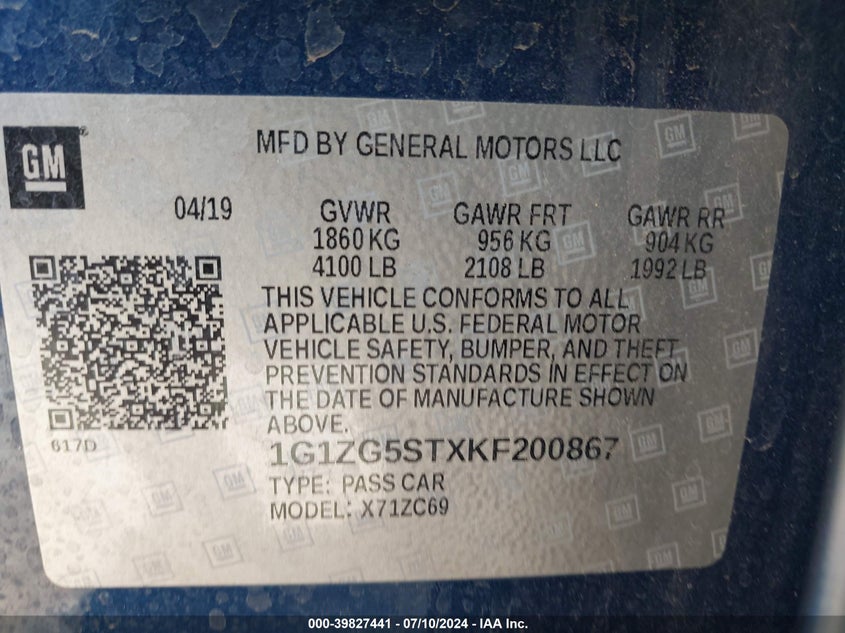 GM
MFD BY GENERAL MOTORS LLC
04/19 GVWR GAWR FRT GAWR RR
1860 KG 956 KG 904 KG
4100 LB 2108 LB 1992 LB
THIS VEHICLE CONFORMS TO ALL
APPLICABLE U.S. FEDERAL MOTOR
VEHICLE SAFETY, BUMPER, AND THEFT
PREVENTION STANDARDS IN EFFECT ON
THE DATE OF MANUFACTURE SHOWN
ABOVE.
617D
1G1ZG5STXKF200867
TYPE: PASS CAR
MODEL: X71ZC69
000-39827441 - 07/10/2024 - IAA Inc.